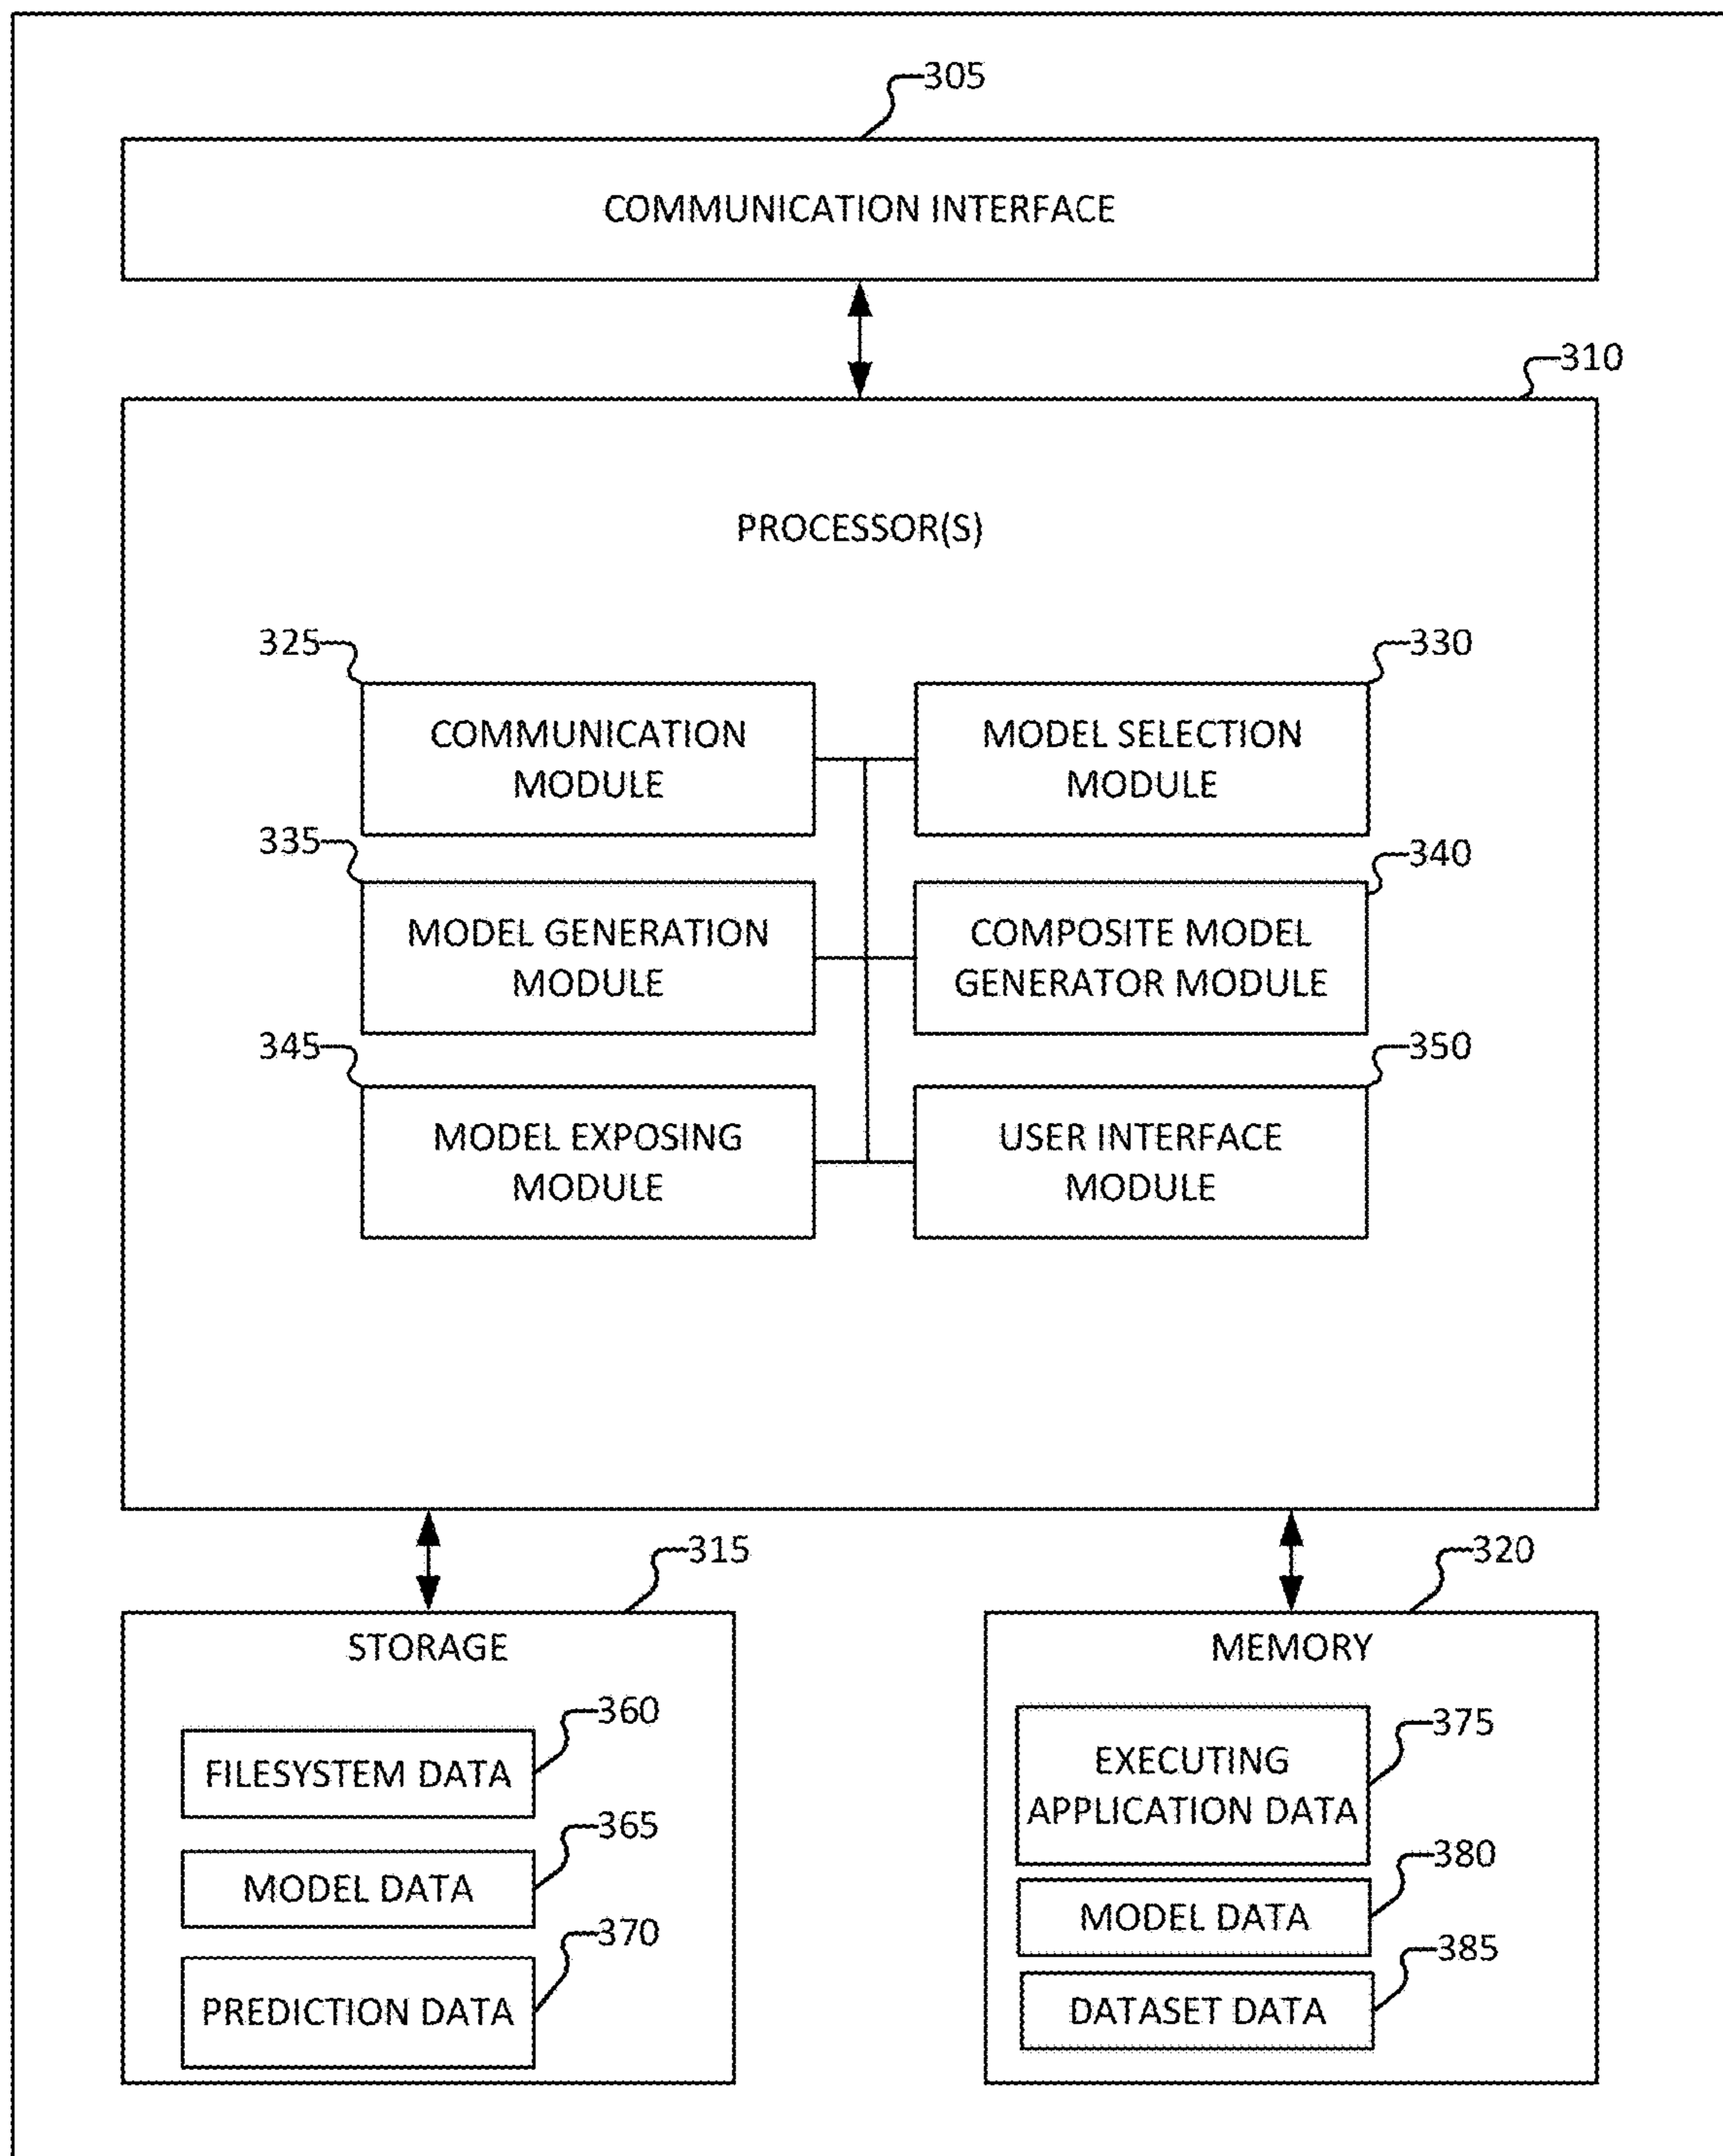 305
COMMUNICATION INTERFACE
310
PROCESSOR(S)
325
330
COMMUNICATION
MODULE
MODEL SELECTION
MODULE
335
340
MODEL GENERATION
MODULE
COMPOSITE MODEL
GENERATOR MODULE
345
350
MODEL EXPOSING
MODULE
USER INTERFACE
MODULE
315
320
STORAGE
360
FILESYSTEM DATA
365
MODEL DATA
370
PREDICTION DATA
MEMORY
375
EXECUTING
APPLICATION DATA
380
MODEL DATA
385
DATASET DATA